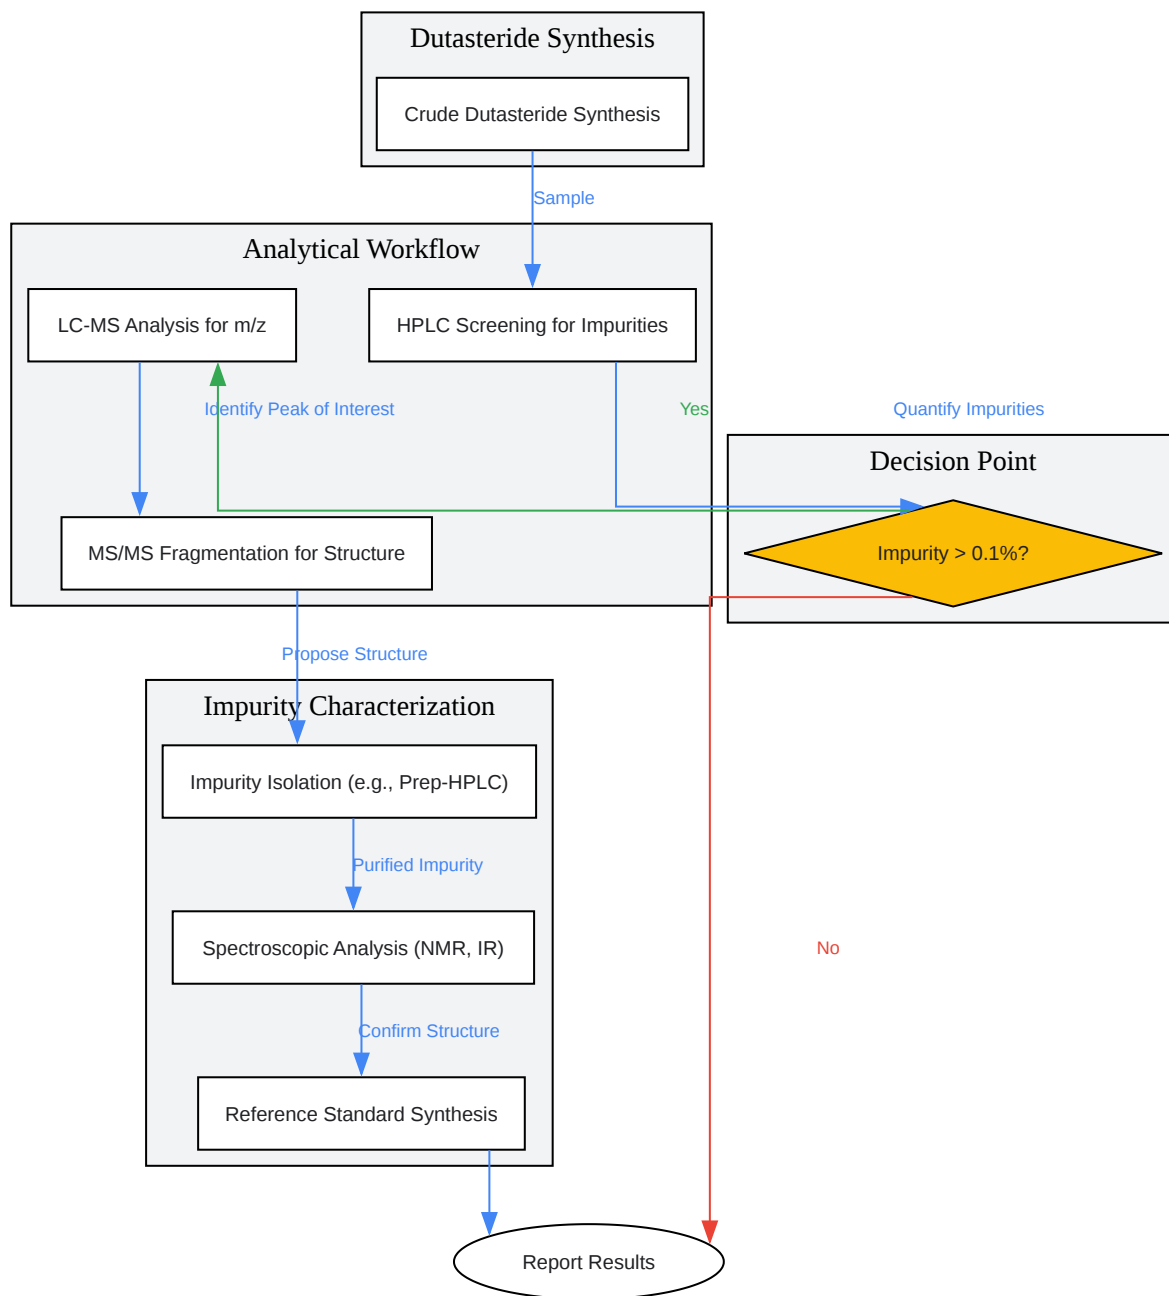 Dutasteride Synthesis
Crude Dutasteride Synthesis
Sample
Analytical Workflow
LC-MS Analysis for m/z
HPLC Screening for Impurities
Identify Peak of Interest
Yes
Quantify Impurities
Decision Point
MS/MS Fragmentation for Structure
Impurity > 0.1%?
Propose Structure
Impurity Characterization
Impurity Isolation (e.g., Prep-HPLC)
Purified Impurity
Spectroscopic Analysis (NMR, IR)
No
Confirm Structure
Reference Standard Synthesis
Report Results